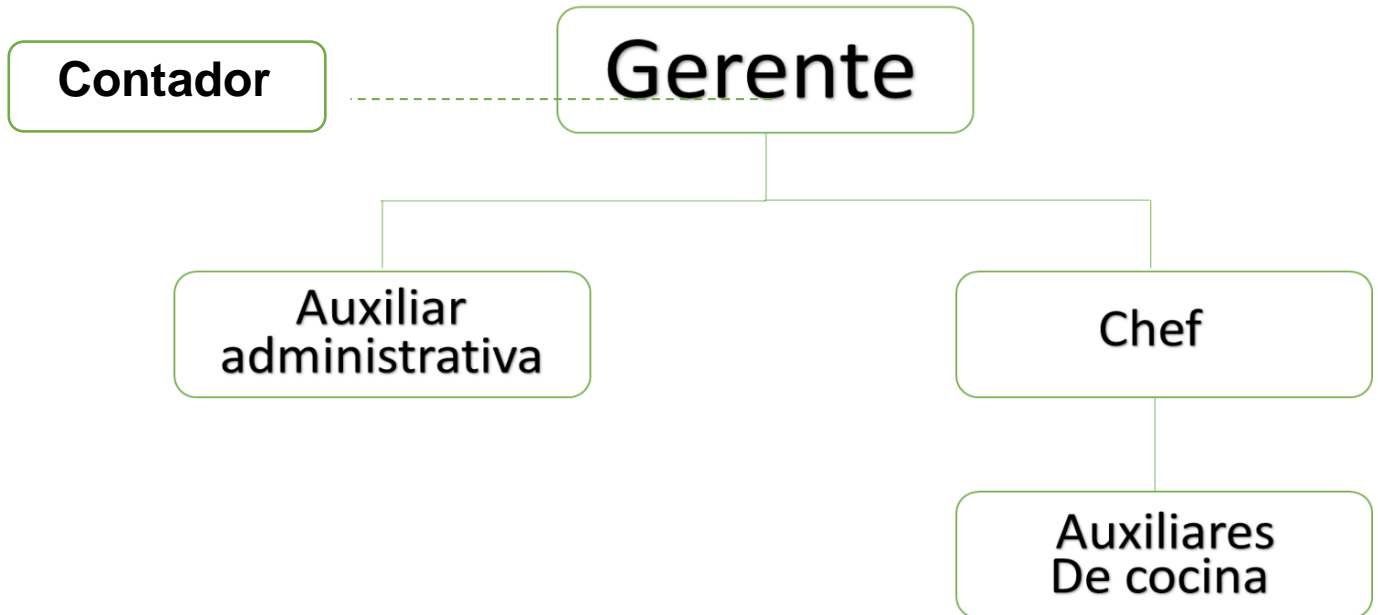 Contador
Gerente
Auxiliar
administrativa
Chef
Auxiliares
De cocina